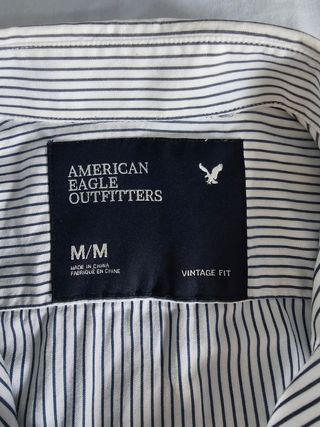 AMERICAN
EAGLE
OUTFITTERS
M/M
MADE IN CHINA
FABRIQUÉ EN CHINE
VINTAGE FIT